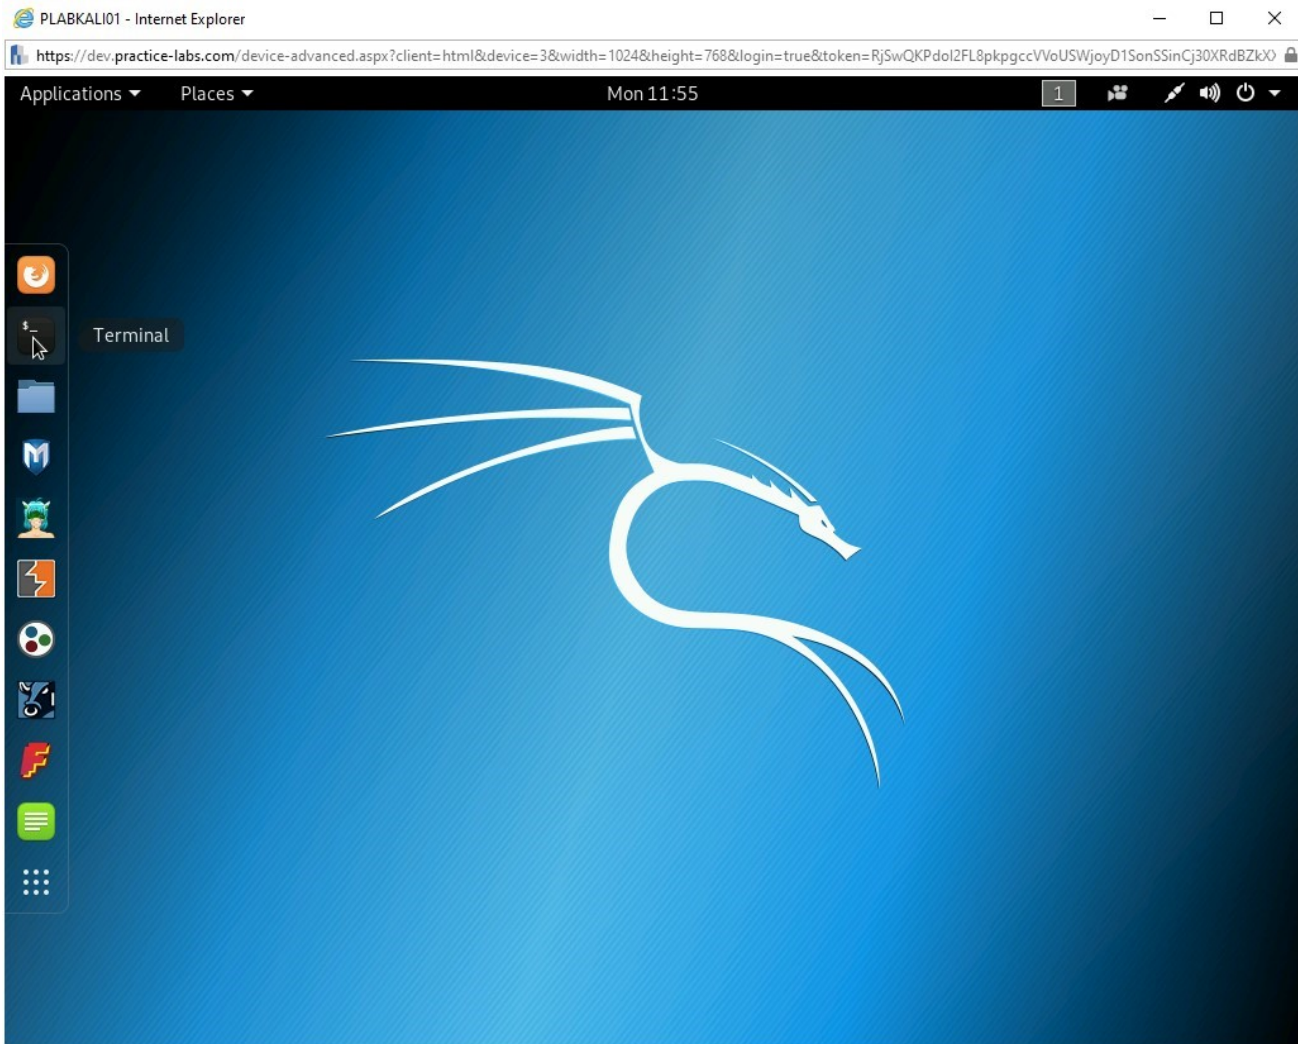 PLABKALI01 - Internet Explorer
https://dev.practice-labs.com/device-advanced.aspx?client=html&device=3&width=1024&height=768&login=true&token=RjSwQKPdoI2FL8pkpgccVVoUSWjoyD1SonSSinCj30XRdBZkX
Applications Places Mon 11:55 1
$_
Terminal